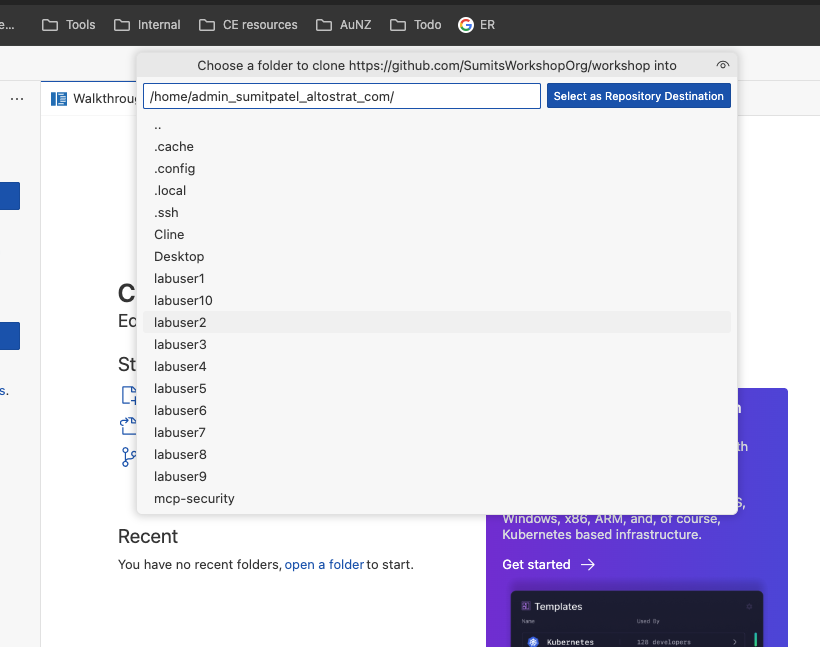 e...
Tools
Internal
CE resources
AuNZ
Todo
ER
Choose a folder to clone https://github.com/SumitsWorkshopOrg/workshop into
...
Walkthrou
/home/admin_sumitpatel_altostrat_com/
Select as Repository Destination
..
.cache
.config
.local
.ssh
Cline
Desktop
labuser1
labuser10
labuser2
labuser3
labuser4
labuser5
labuser6
labuser7
labuser8
labuser9
mcp-security
C
Ed
St
s.
n
th
S,
Windows, x86, ARM, and, of course,
Kubernetes based infrastructure.
Get started →
Recent
You have no recent folders, open a folder to start.
Templates
Name
Used By
Kubernetes
120 developers